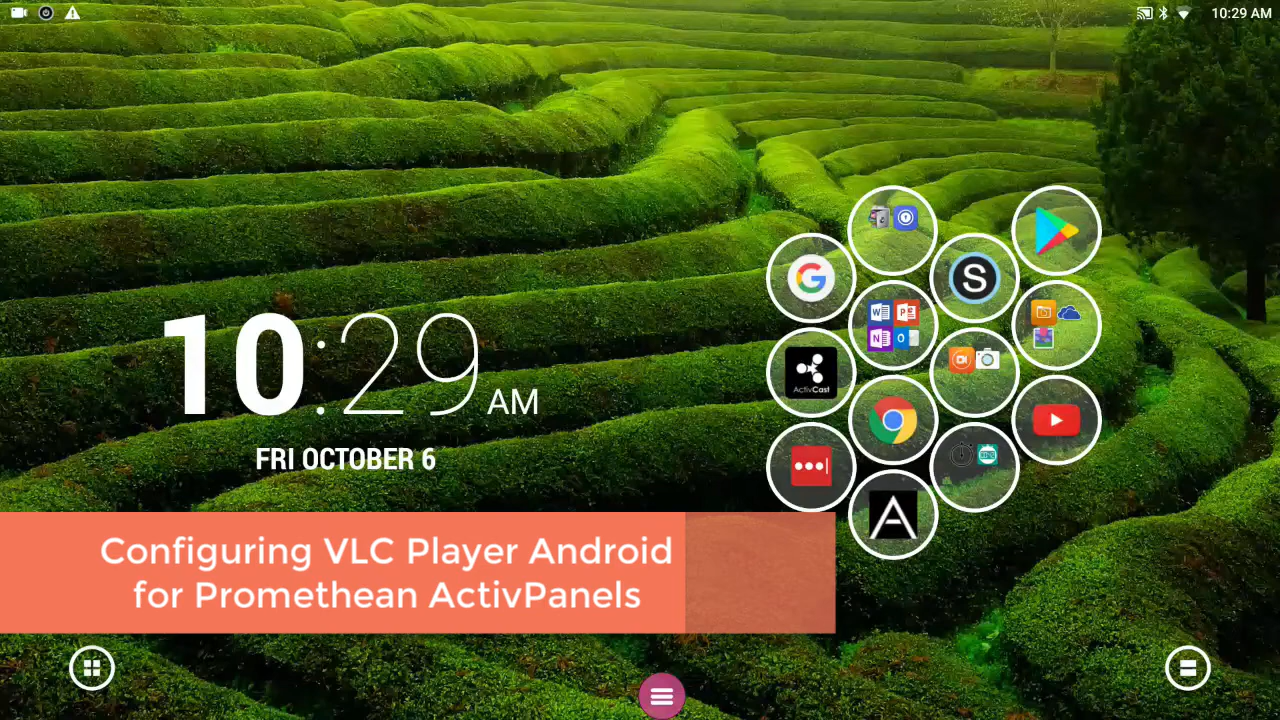 10:29 AM
10:29 AM
FRI OCTOBER 6
ActivCast
Configuring VLC Player Android
for Promethean ActivPanels